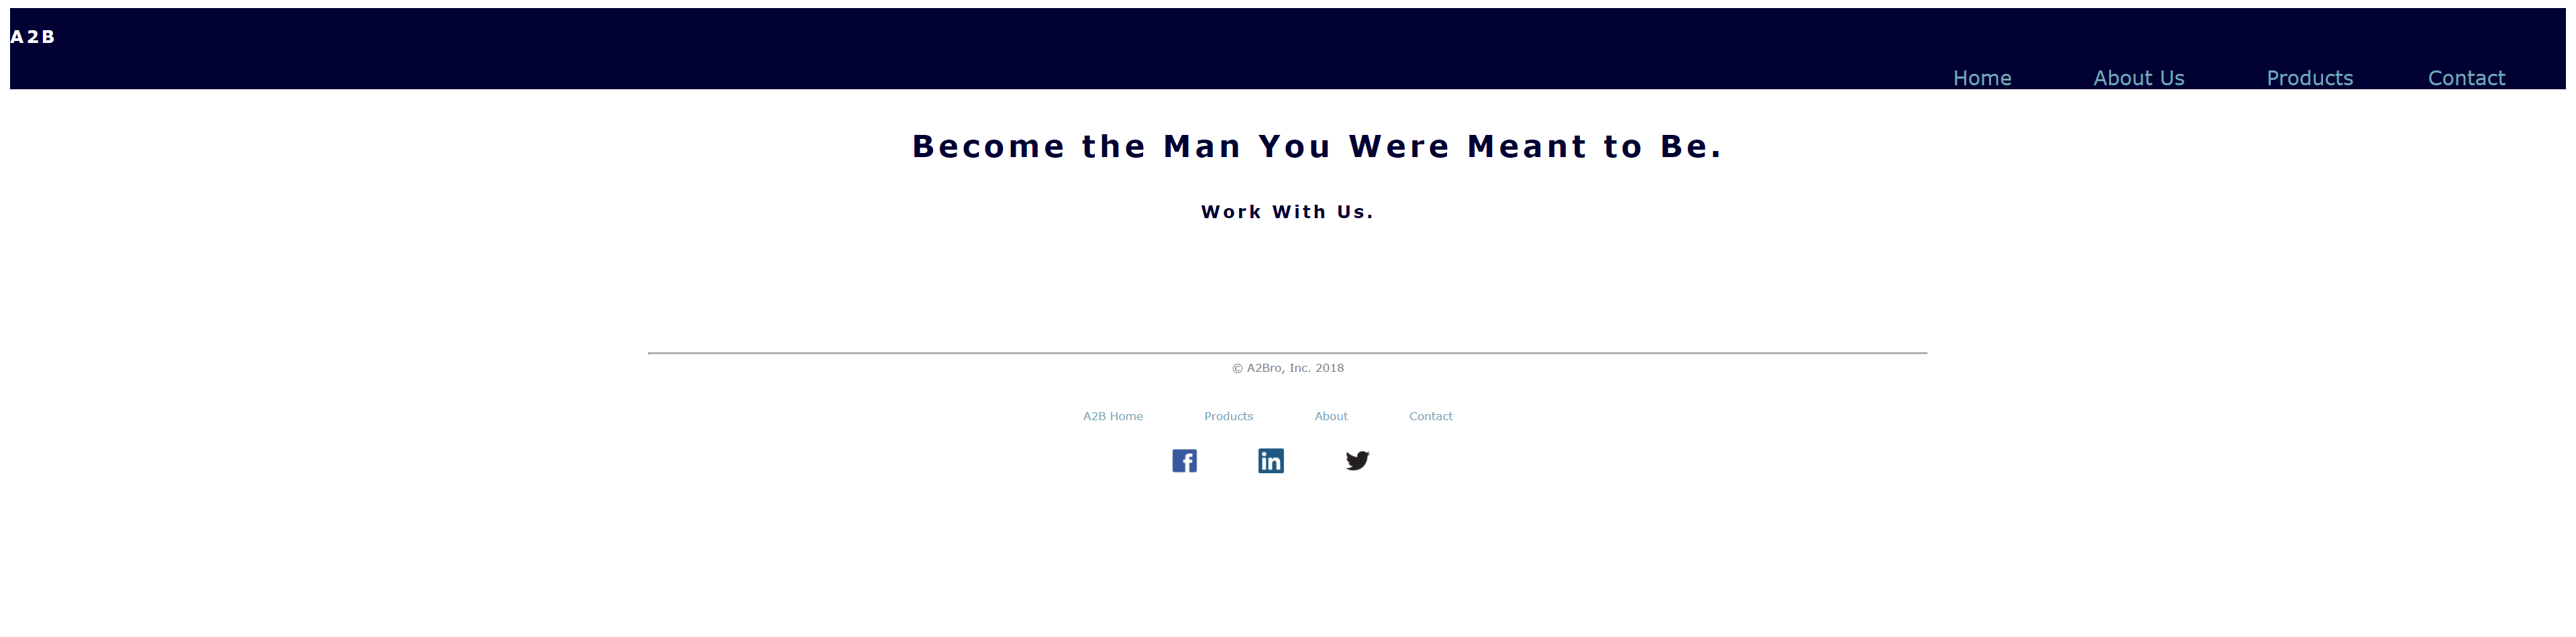 A2B
Home About Us Products Contact
Become the Man You Were Meant to Be.
Work With Us.
© A2Bro, Inc. 2018
A2B Home Products About Contact
f in